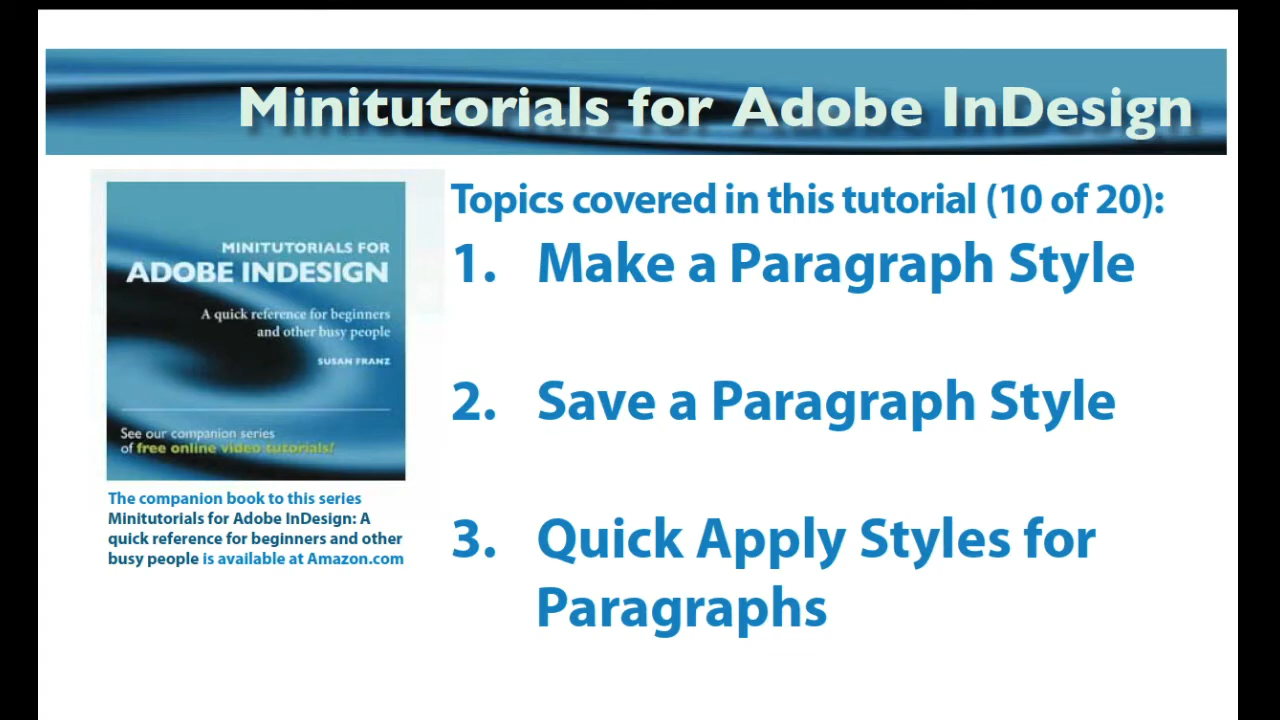 Minitutorials for Adobe InDesign
MINITUTORIALS FOR
ADOBE INDESIGN
A quick reference for beginners
and other busy people
SUSAN FRANZ
See our companion series
of free online video tutorials!
The companion book to this series
Minitutorials for Adobe InDesign: A
quick reference for beginners and other
busy people is available at Amazon.com
Topics covered in this tutorial (10 of 20):
1. Make a Paragraph Style
2. Save a Paragraph Style
3. Quick Apply Styles for
Paragraphs